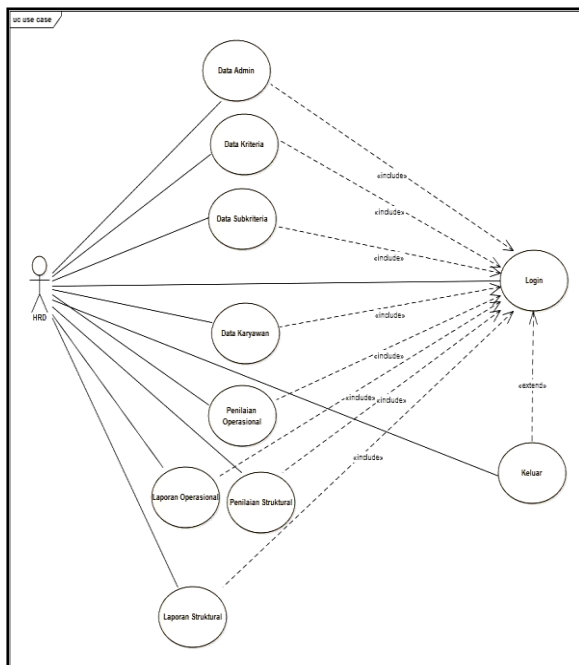 uc use case
Data Admin
Data Kriteria
«include»
«include»
Data Subkriteria
«include»
HRD
Login
Data Karyawan
«include»
Penilaian
Operasional
«include»
«include»
«include»
«extend»
«include»
Keluar
Laporan Operasional
Penilaian Struktural
Laporan Struktural